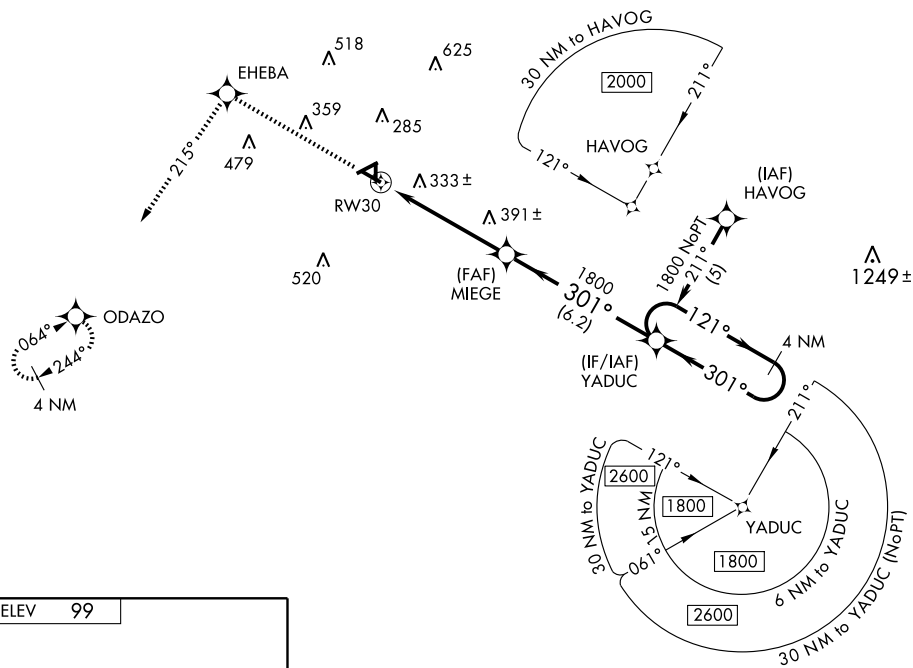 518
625
EHEBA
30 NM to HAVOG
2000
211°
359
285
HAVOG
479
121°
(IAF)
HAVOG
215°
333±
RW30
391±
1800 NoPT
211°
(5)
1249±
520
(FAF)
MIEGE
1800
301°
(6.2)
121°
4 NM
ODAZO
064°
244°
4 NM
(IF/IAF)
YADUC
301°
211°
30 NM to YADUC
2600
121°
1800
15 NM
061°
YADUC
1800
6 NM to YADUC
2600
30 NM to YADUC (NoPT)
ELEV 99